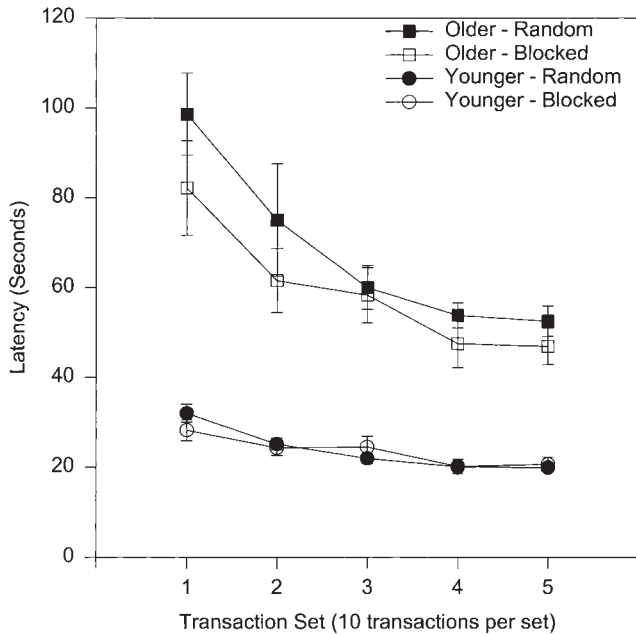 120
100
80
60
40
20
0
Latency (Seconds)
Older - Random
Older - Blocked
Younger - Random
Younger - Blocked
1 2 3 4 5
Transaction Set (10 transactions per set)